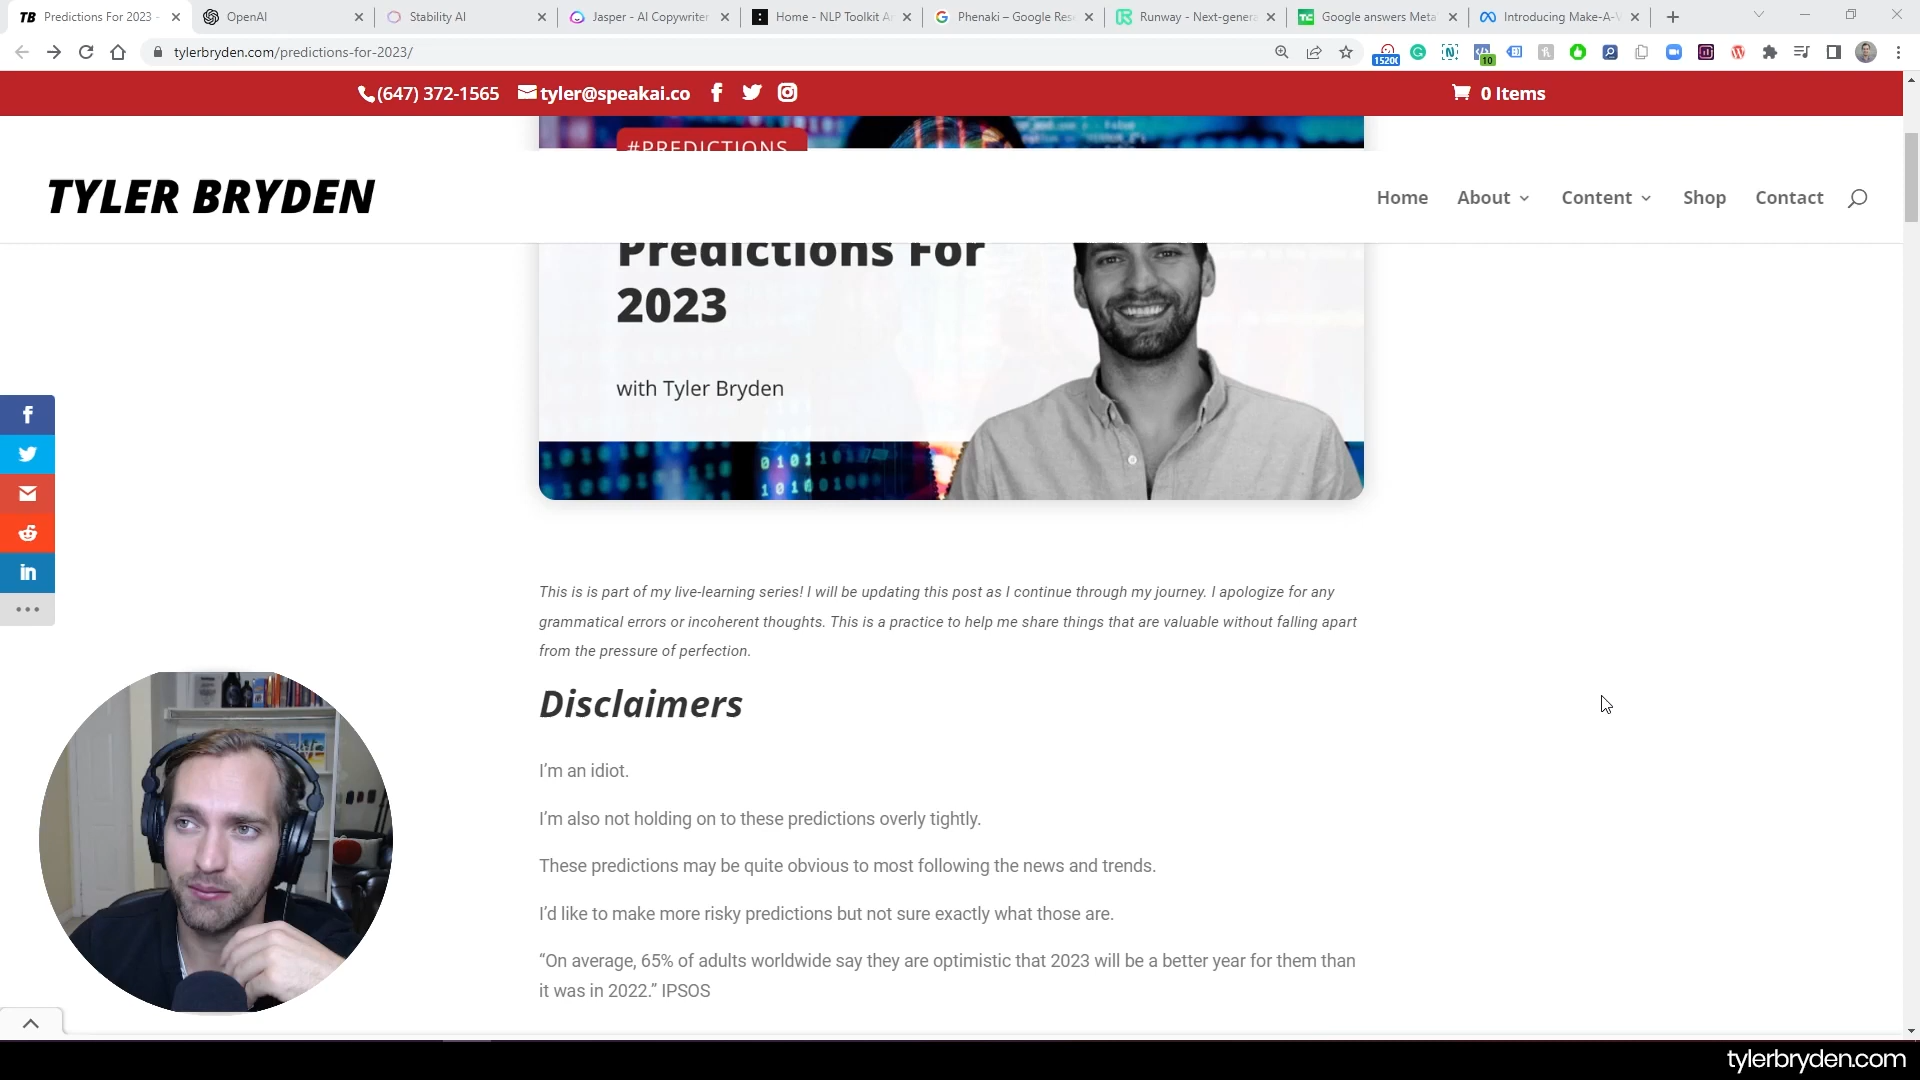 TB Predictions For 2023 -
OpenAI
Stability AI
Jasper - AI Copywriter
Home - NLP Toolkit
Phenaki – Google Res
Runway - Next-genera
Google answers Meta
Introducing Make-A-V
tylerbryden.com/predictions-for-2023/
1520
10
(647) 372-1565
tyler@speakai.co
0 Items
#PREDICTIONS
TYLER BRYDEN
Home
About
Content
Shop
Contact
Predictions For
2023
with Tyler Bryden
This is is part of my live-learning series! I will be updating this post as I continue through my journey. I apologize for any
grammatical errors or incoherent thoughts. This is a practice to help me share things that are valuable without falling apart
from the pressure of perfection.
Disclaimers
I'm an idiot.
I'm also not holding on to these predictions overly tightly.
These predictions may be quite obvious to most following the news and trends.
I'd like to make more risky predictions but not sure exactly what those are.
“On average, 65% of adults worldwide say they are optimistic that 2023 will be a better year for them than
it was in 2022.” IPSOS
tylerbryden.com